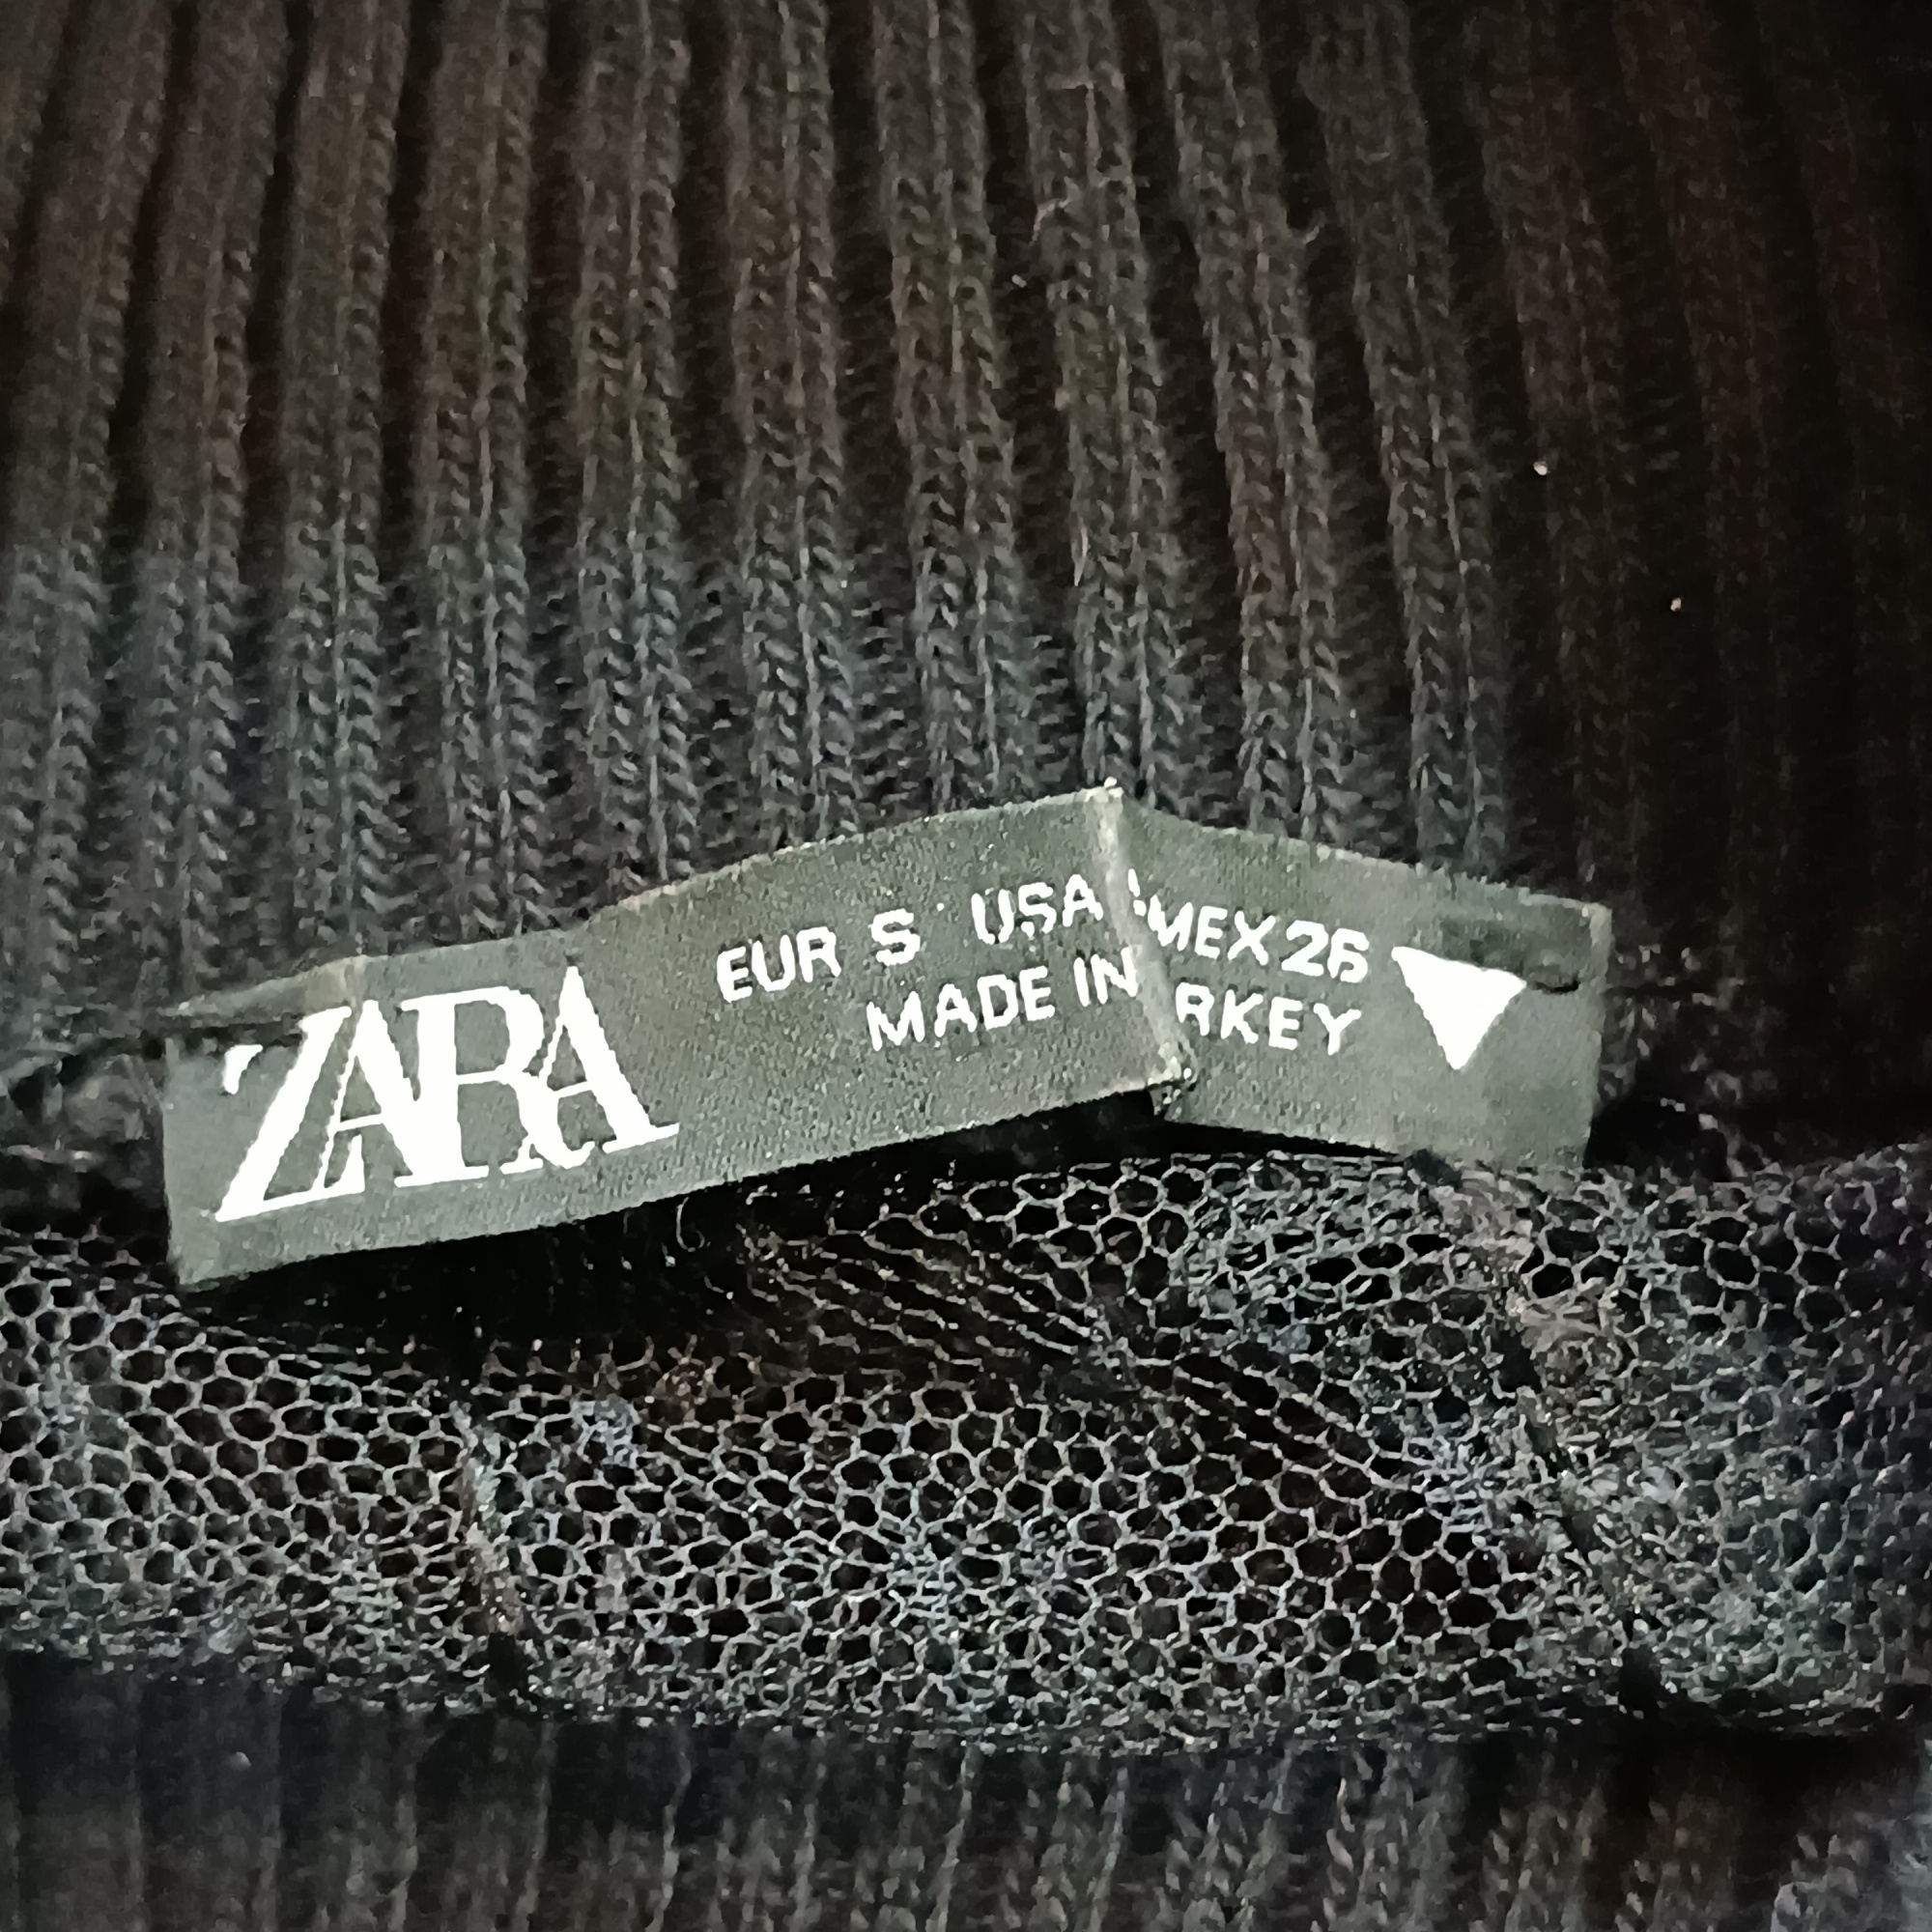 ZARA
EUR S USA MEX 26
MADE IN RKEY